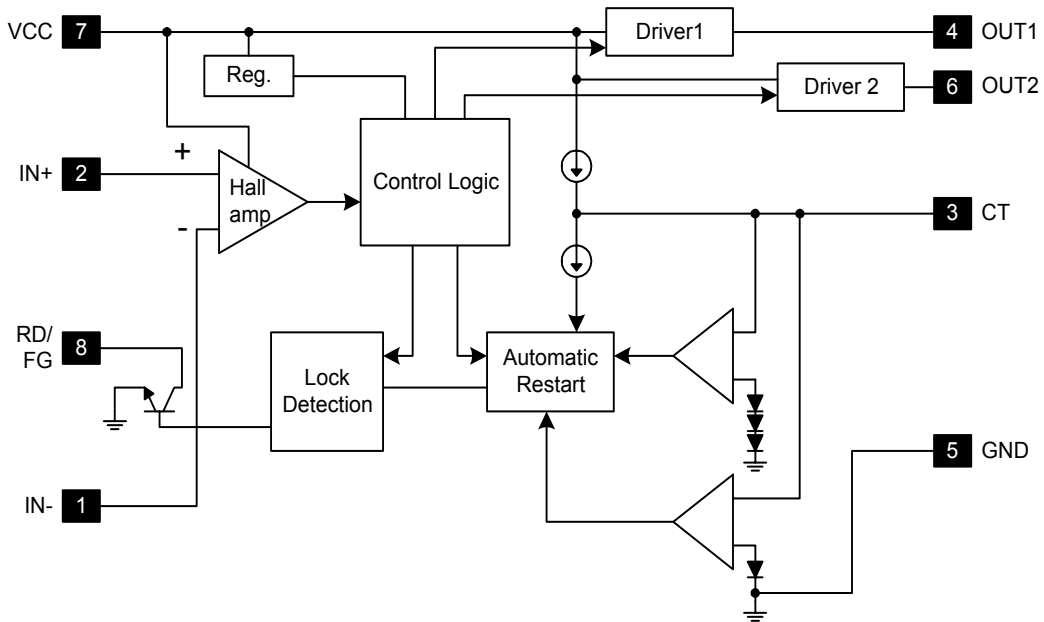 VCC 7
Driver1
4 OUT1
Reg.
Driver 2
6 OUT2
IN+ 2
+
Hall
amp
-
Control Logic
3 CT
RD/
FG
8
Lock
Detection
Automatic
Restart
5 GND
IN- 1